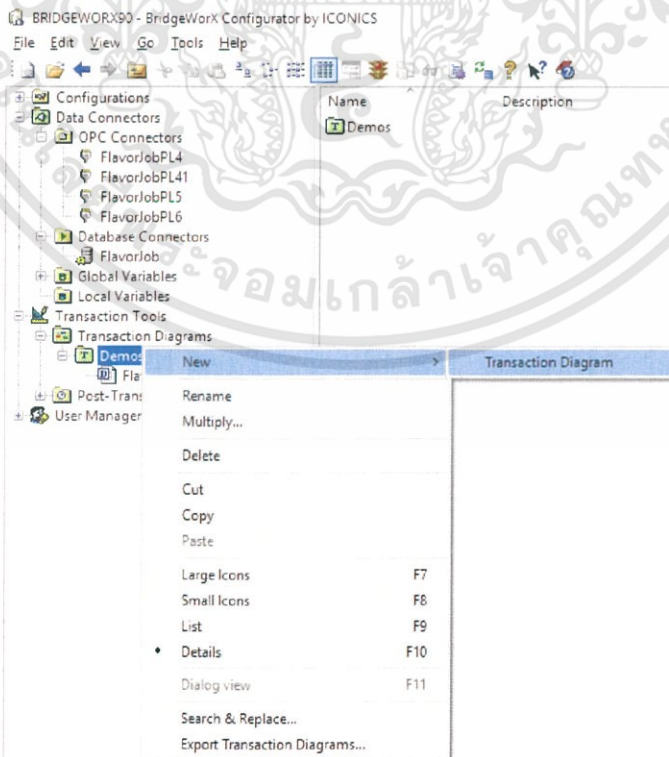 BRIDGEWORX90 - BridgeWorX Configurator by ICONICS
File Edit View Go Tools Help
Configurations
Data Connectors
OPC Connectors
FlavorJobPL4
FlavorJobPL41
FlavorJobPL5
FlavorJobPL6
Database Connectors
FlavorJob
Global Variables
Local Variables
Transaction Tools
Transaction Diagrams
Demos
Fla
Post-Trans
User Manager
Name Description
Demos
New
Transaction Diagram
Rename
Multiply...
Delete
Cut
Copy
Paste
Large Icons F7
Small Icons F8
List F9
Details F10
Dialog view F11
Search & Replace...
Export Transaction Diagrams...